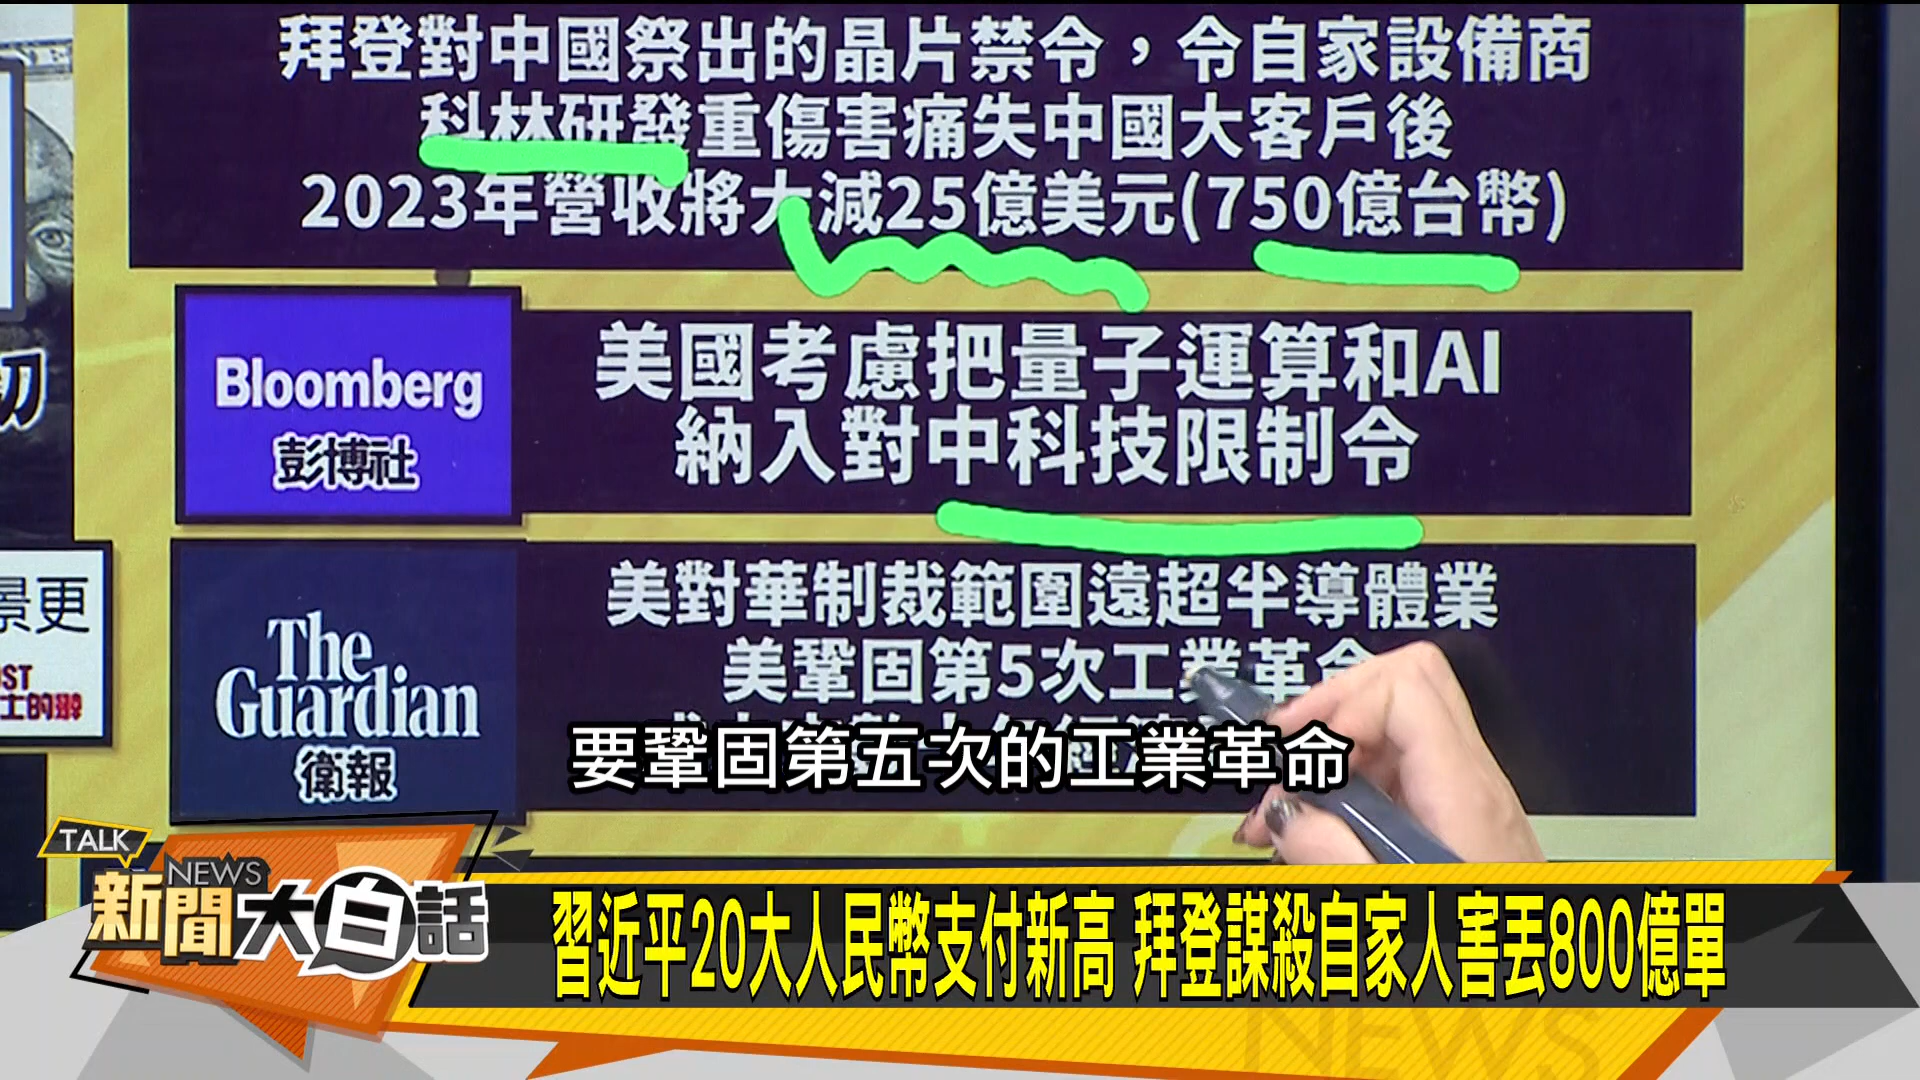 拜登對中國祭出的晶片禁令，令自家設備商
科林研發重傷害痛失中國大客戶後
2023年營收將大減25億美元(750億台幣)
Bloomberg
彭博社
美國考慮把量子運算和AI
納入對中科技限制令
The
Guardian
衛報
美對華制裁範圍遠超半導體業
美鞏固第5次工業革命
要鞏固第五次的工業革命
景更
TALK
NEWS
新聞大白話
習近平20大人民幣支付新高 拜登謀殺自家人害丟800億單
NEWS